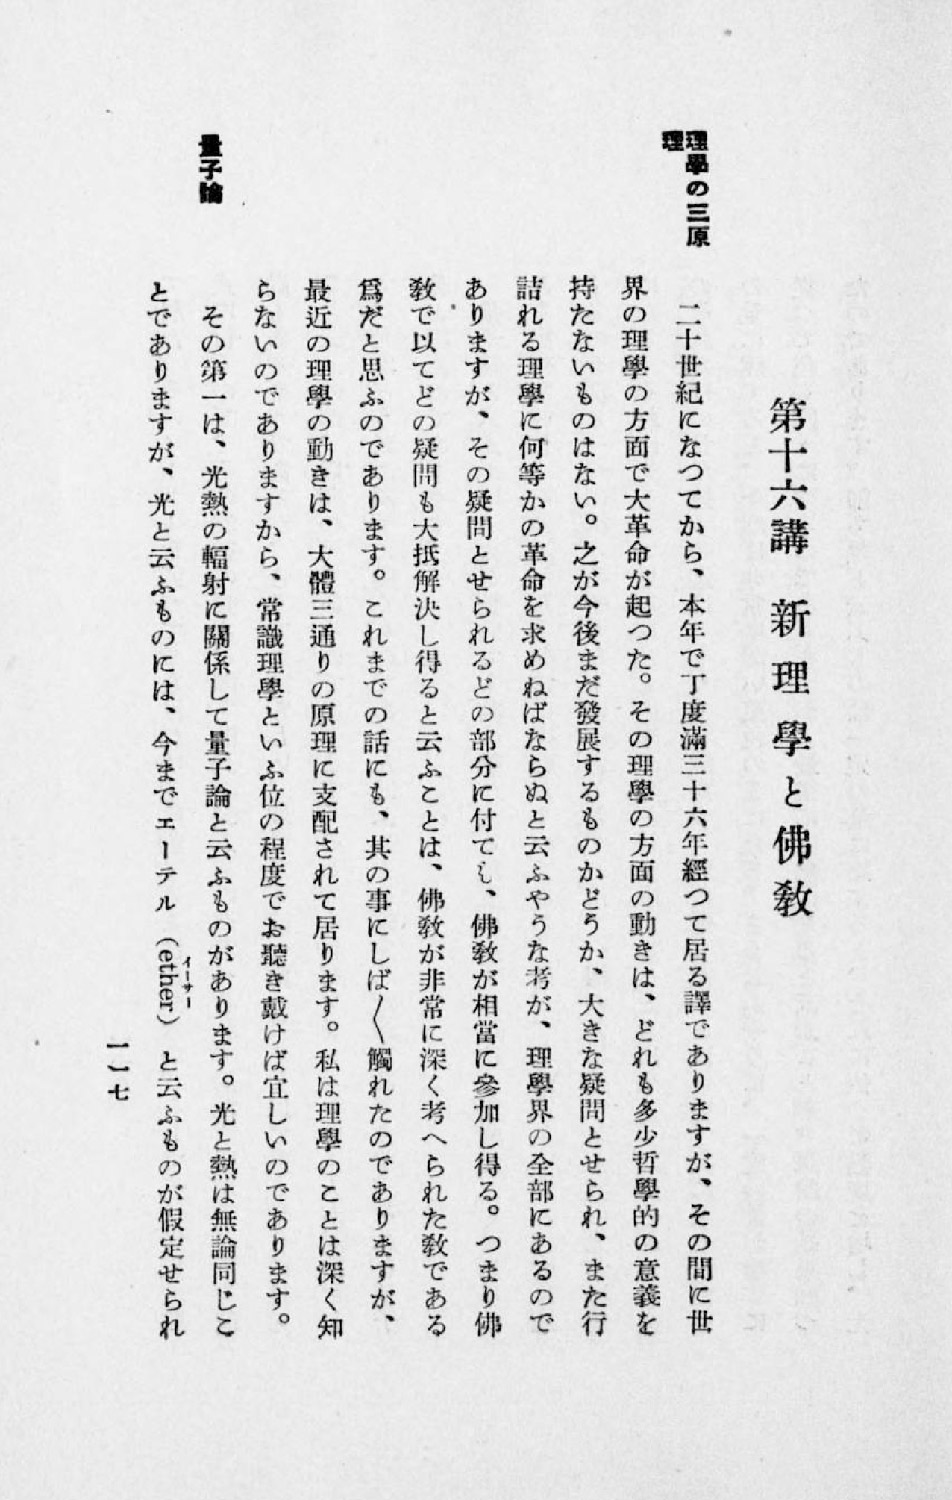 第十六講　新理學と佛教
理學の三原
理
二十世紀になつてから、本年で丁度滿三十六年經つて居る譯でありますが、その間に世
界の理學の方面で大革命が起つた。その理學の方面の動きは、どれも多少哲學的の意義を
持たないものはない。之が今後まだ發展するものかどうか、大きな疑問とせられ、また行
詰れる理學に何等かの革命を求めねばならぬと云ふやうな考が、理學界の全部にあるので
ありますが、その疑問とせられるどの部分に付ても、佛教が相當に參加し得る。つまり佛
教で以てどの疑問も大抵解決し得ると云ふことは、佛教が非常に深く考へられた教である
爲だと思ふのであります。これまでの話にも、其の事にしば〱觸れたのでありますが、
最近の理學の動きは、大體三通りの原理に支配されて居ります。私は理學のことは深く知
らないのでありますから、常識理學といふ位の程度でお聽き戴けば宜しいのであります。
量子論
その第一は、光熱の輻射に關係して量子論と云ふものがあります。光と熱は無論同じこ
とでありますが、光と云ふものには、今までエーテル（ether）と云ふものが假定せられ
イーサー
一一七